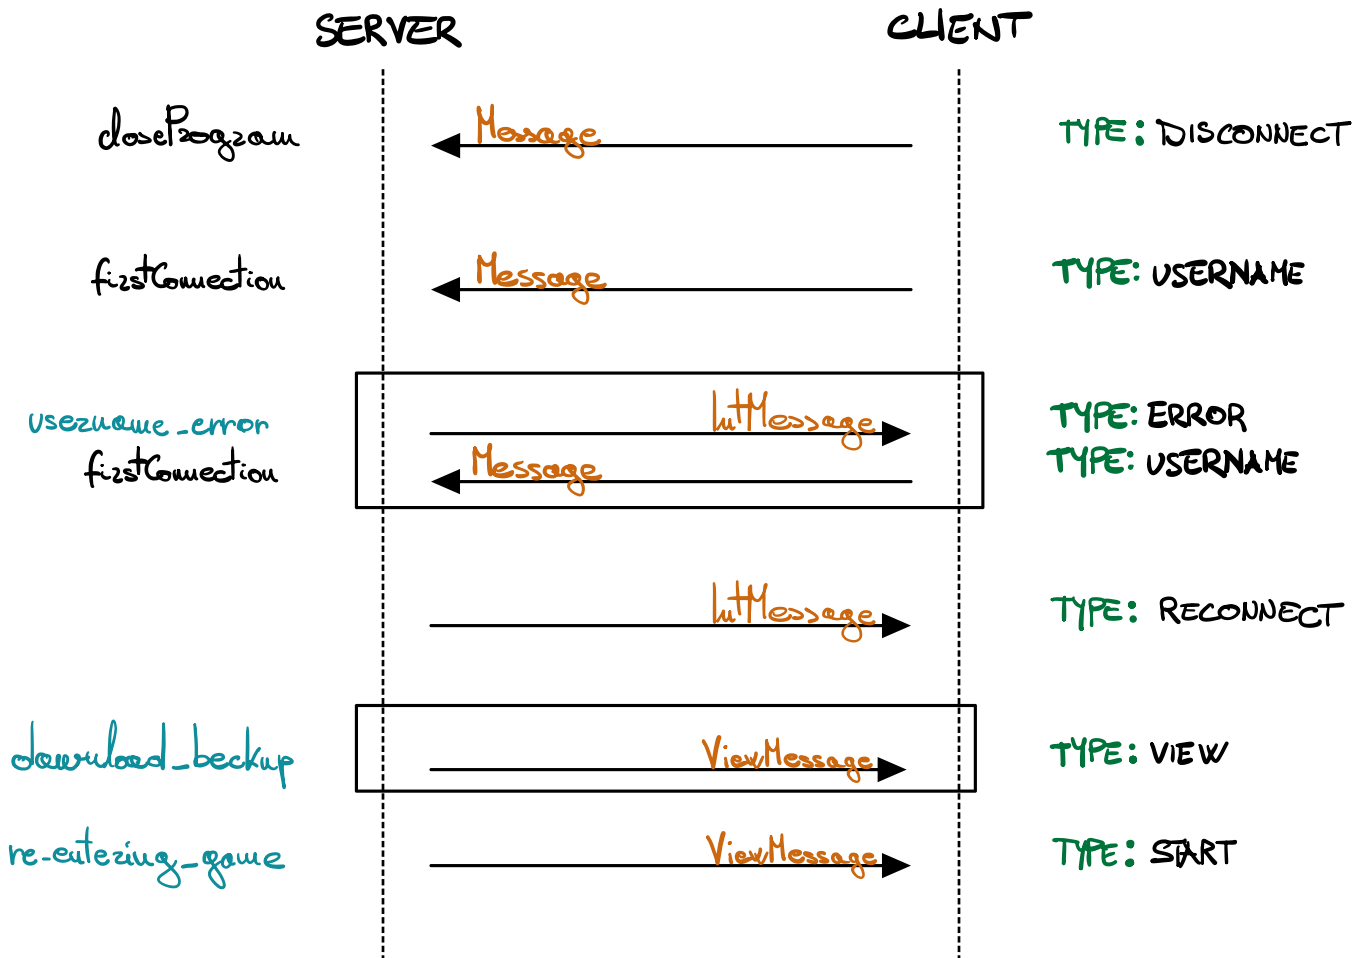 SERVER CLIENT
closeProgram Message TYPE: DISCONNECT
firstConnection Message TYPE: USERNAME
username_error IntMessage TYPE: ERROR
firstConnection Message TYPE: USERNAME
IntMessage TYPE: RECONNECT
download_beckup ViewMessage TYPE: VIEW
re-entering_game ViewMessage TYPE: START